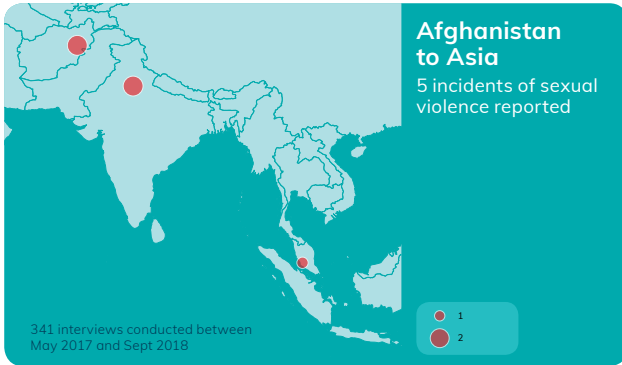 Afghanistan
to Asia
5 incidents of sexual
violence reported
341 interviews conducted between
May 2017 and Sept 2018
1
2